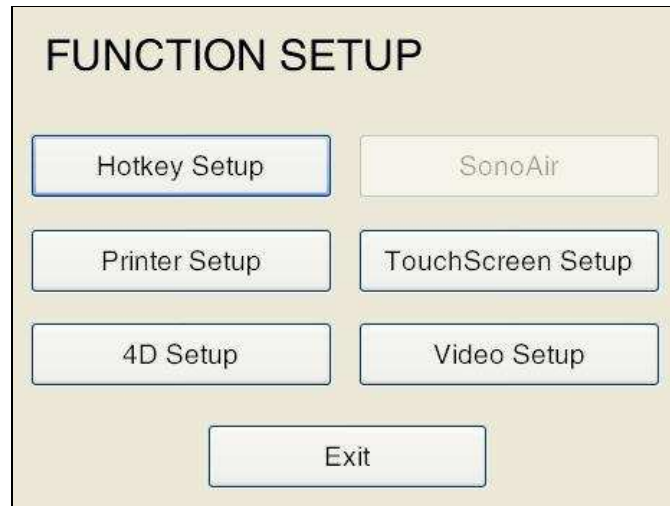 FUNCTION SETUP
Hotkey Setup
SonoAir
Printer Setup
TouchScreen Setup
4D Setup
Video Setup
Exit